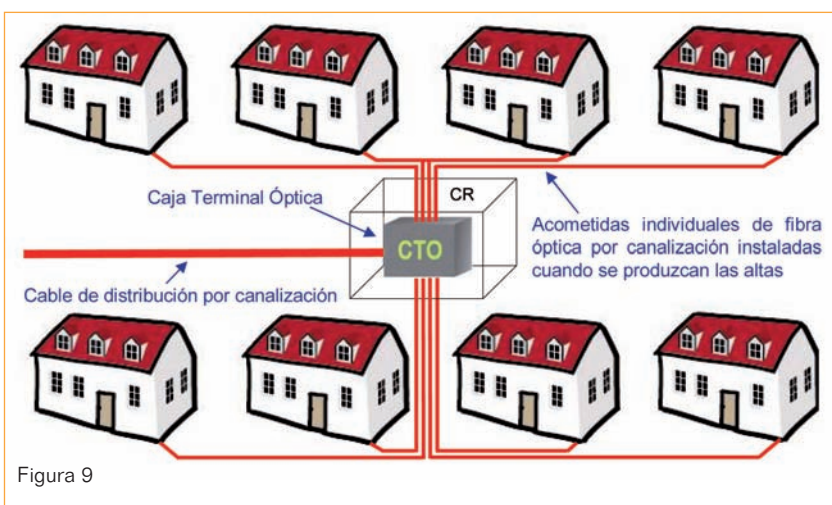 CR
Caja Terminal Óptica
CTO
Acometidas individuales de fibra
óptica por canalización instaladas
cuando se produzcan las altas
Cable de distribución por canalización
Figura 9